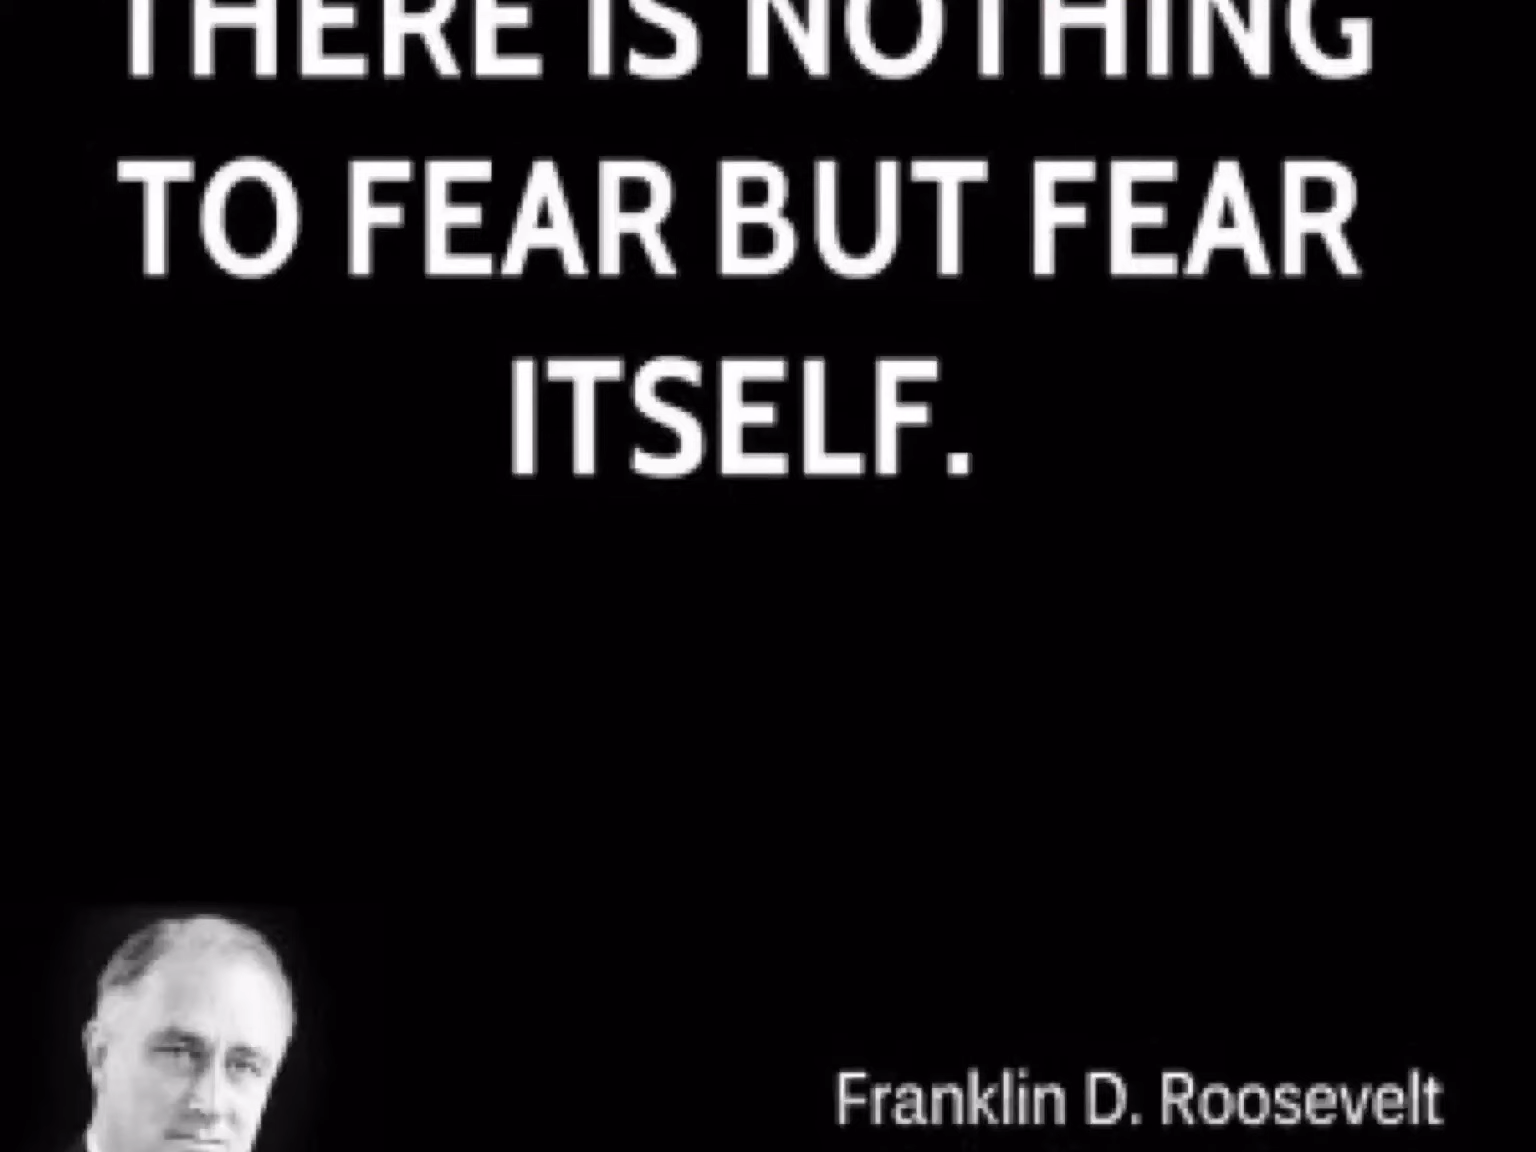 THERE IS NOTHING
TO FEAR BUT FEAR
ITSELF.
Franklin D. Roosevelt